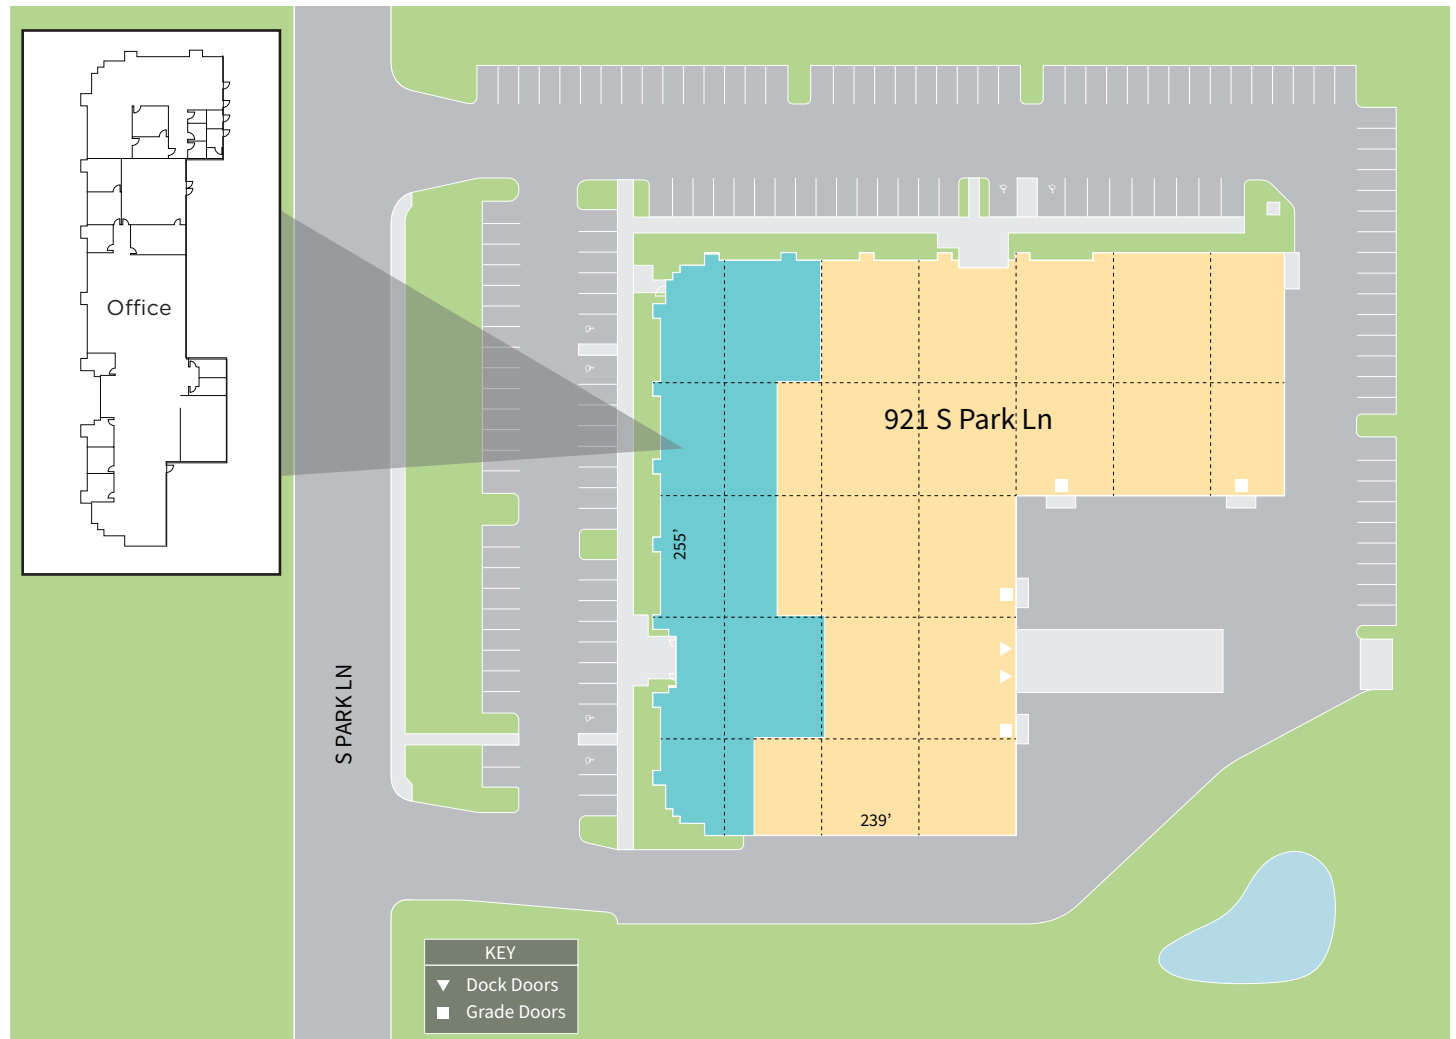 Office
921 S Park Ln
255’
S PARK LN
239’
KEY
Dock Doors
Grade Doors